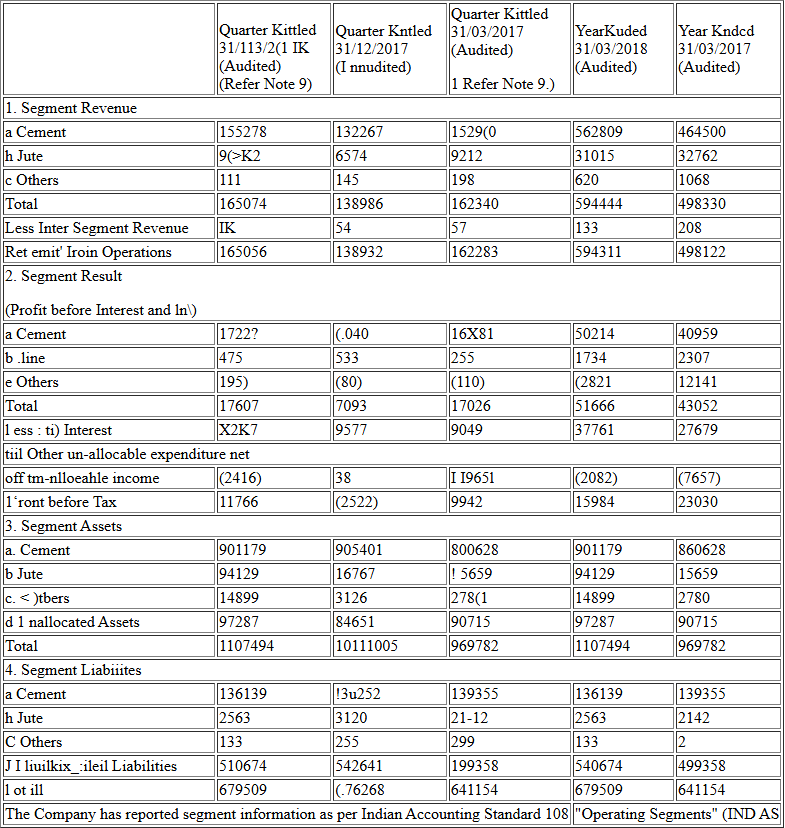 Quarter Kittled
31/113/2(1 IK
(Audited)
(Refer Note 9)
Quarter Kntled
31/12/2017
(I nnudited)
Quarter Kittled
31/03/2017
(Audited)
1 Refer Note 9.)
YearKuded
31/03/2018
(Audited)
Year Kndcd
31/03/2017
(Audited)
1. Segment Revenue
a Cement 155278 132267 1529(0 562809 464500
h Jute 9(>K2 6574 9212 31015 32762
c Others 111 145 198 620 1068
Total 165074 138986 162340 594444 498330
Less Inter Segment Revenue IK 54 57 133 208
Ret emit' Iroin Operations 165056 138932 162283 594311 498122
2. Segment Result
(Profit before Interest and ln\)
a Cement 1722? (.040 16X81 50214 40959
b .line 475 533 255 1734 2307
e Others 195) (80) (110) (2821 12141
Total 17607 7093 17026 51666 43052
l ess : ti) Interest X2K7 9577 9049 37761 27679
tiil Other un-allocable expenditure net
off tm-nlloeahle income (2416) 38 I I965l (2082) (7657)
1‘ront before Tax 11766 (2522) 9942 15984 23030
3. Segment Assets
a. Cement 901179 905401 800628 901179 860628
b Jute 94129 16767 ! 5659 94129 15659
c. < )tbers 14899 3126 278(1 14899 2780
d 1 nallocated Assets 97287 84651 90715 97287 90715
Total 1107494 10111005 969782 1107494 969782
4. Segment Liabiiites
a Cement 136139 !3u252 139355 136139 139355
h Jute 2563 3120 21-12 2563 2142
C Others 133 255 299 133 2
J I liuilkix_:ileil Liabilities 510674 542641 199358 540674 499358
l ot ill 679509 (.76268 641154 679509 641154
The Company has reported segment information as per Indian Accounting Standard 108 "Operating Segments" (IND AS